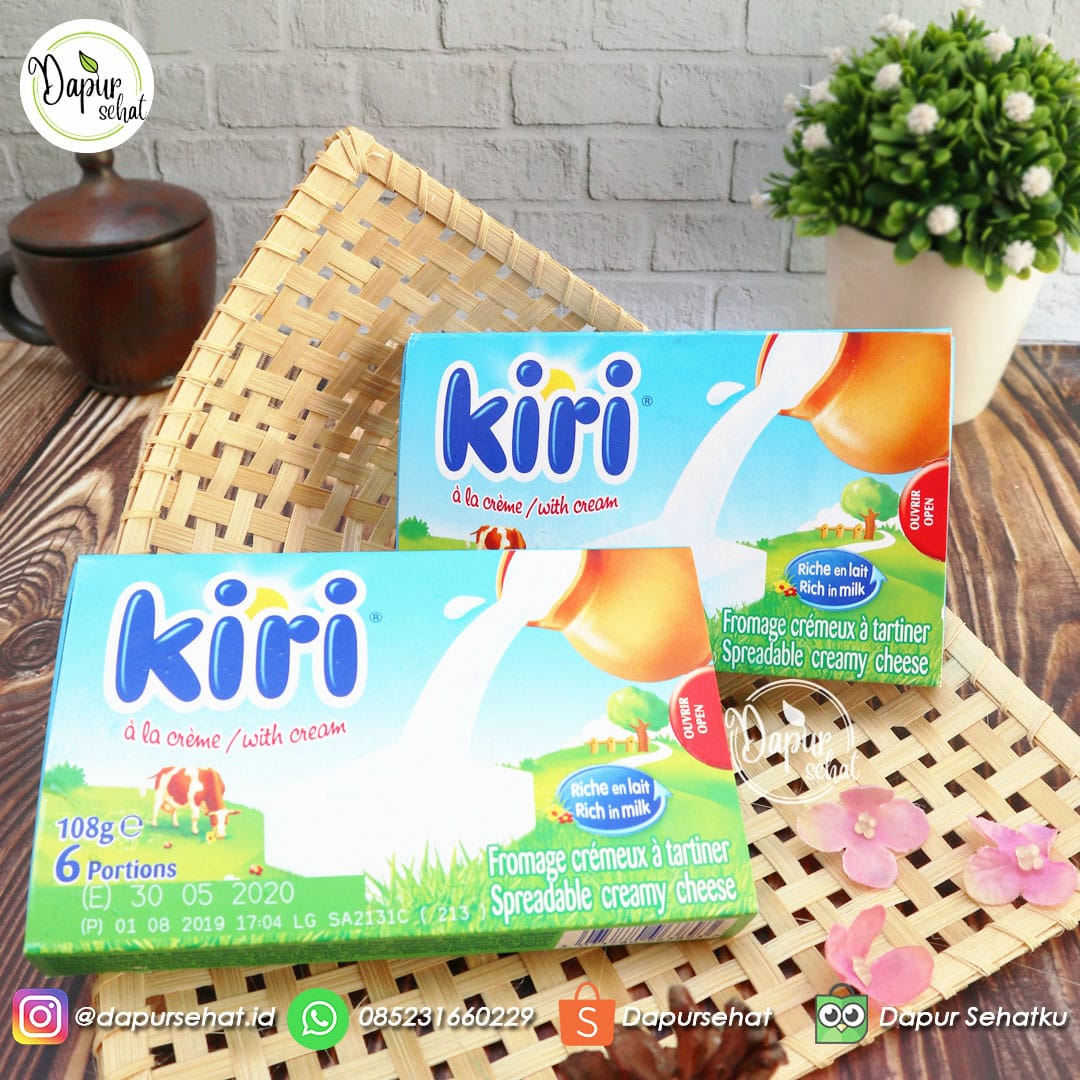 Dapur
sehat
kiri®
à la crème / with cream
OUVRIR
OPEN
Riche en lait
Rich in milk
Fromage crémeux à tartiner
Spreadable creamy cheese
kiri®
à la crème / with cream
OUVRIR
OPEN
Riche en lait
Rich in milk
108g ℮
6 Portions
Fromage crémeux à tartiner
Spreadable creamy cheese
(E) 30 05 2020
(P) 01 08 2019 17:04 LG SA2131C ( 213 )
Dapur
sehat
@dapursehat.id
085231660229
Dapursehat
Dapur Sehatku